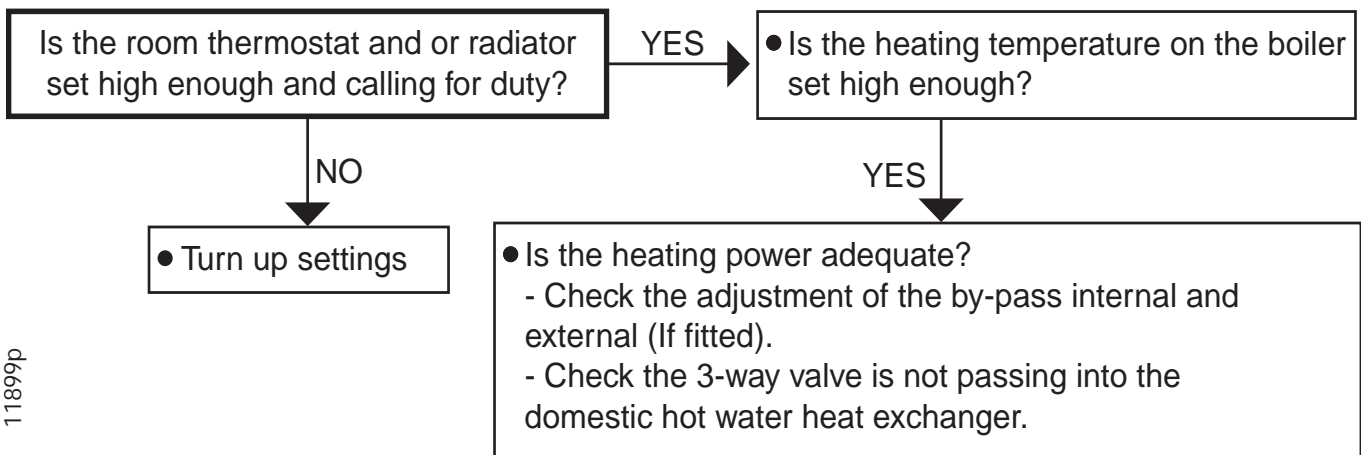 Is the room thermostat and or radiator
set high enough and calling for duty?
YES
● Is the heating temperature on the boiler
set high enough?
NO
YES
● Turn up settings
● Is the heating power adequate?
- Check the adjustment of the by-pass internal and
external (If fitted).
- Check the 3-way valve is not passing into the
domestic hot water heat exchanger.
11899p